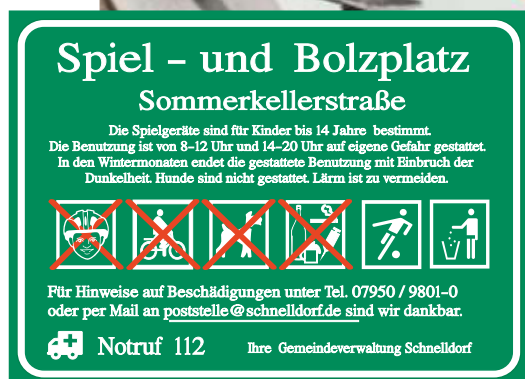 Spiel – und Bolzplatz
Sommerkellerstraße
Die Spielgeräte sind für Kinder bis 14 Jahre bestimmt.
Die Benutzung ist von 8–12 Uhr und 14–20 Uhr auf eigene Gefahr gestattet.
In den Wintermonaten endet die gestattete Benutzung mit Einbruch der
Dunkelheit. Hunde sind nicht gestattet. Lärm ist zu vermeiden.
Für Hinweise auf Beschädigungen unter Tel. 07950 / 9801-0
oder per Mail an poststelle@schnelldorf.de sind wir dankbar.
Notruf 112
Ihre Gemeindeverwaltung Schnelldorf